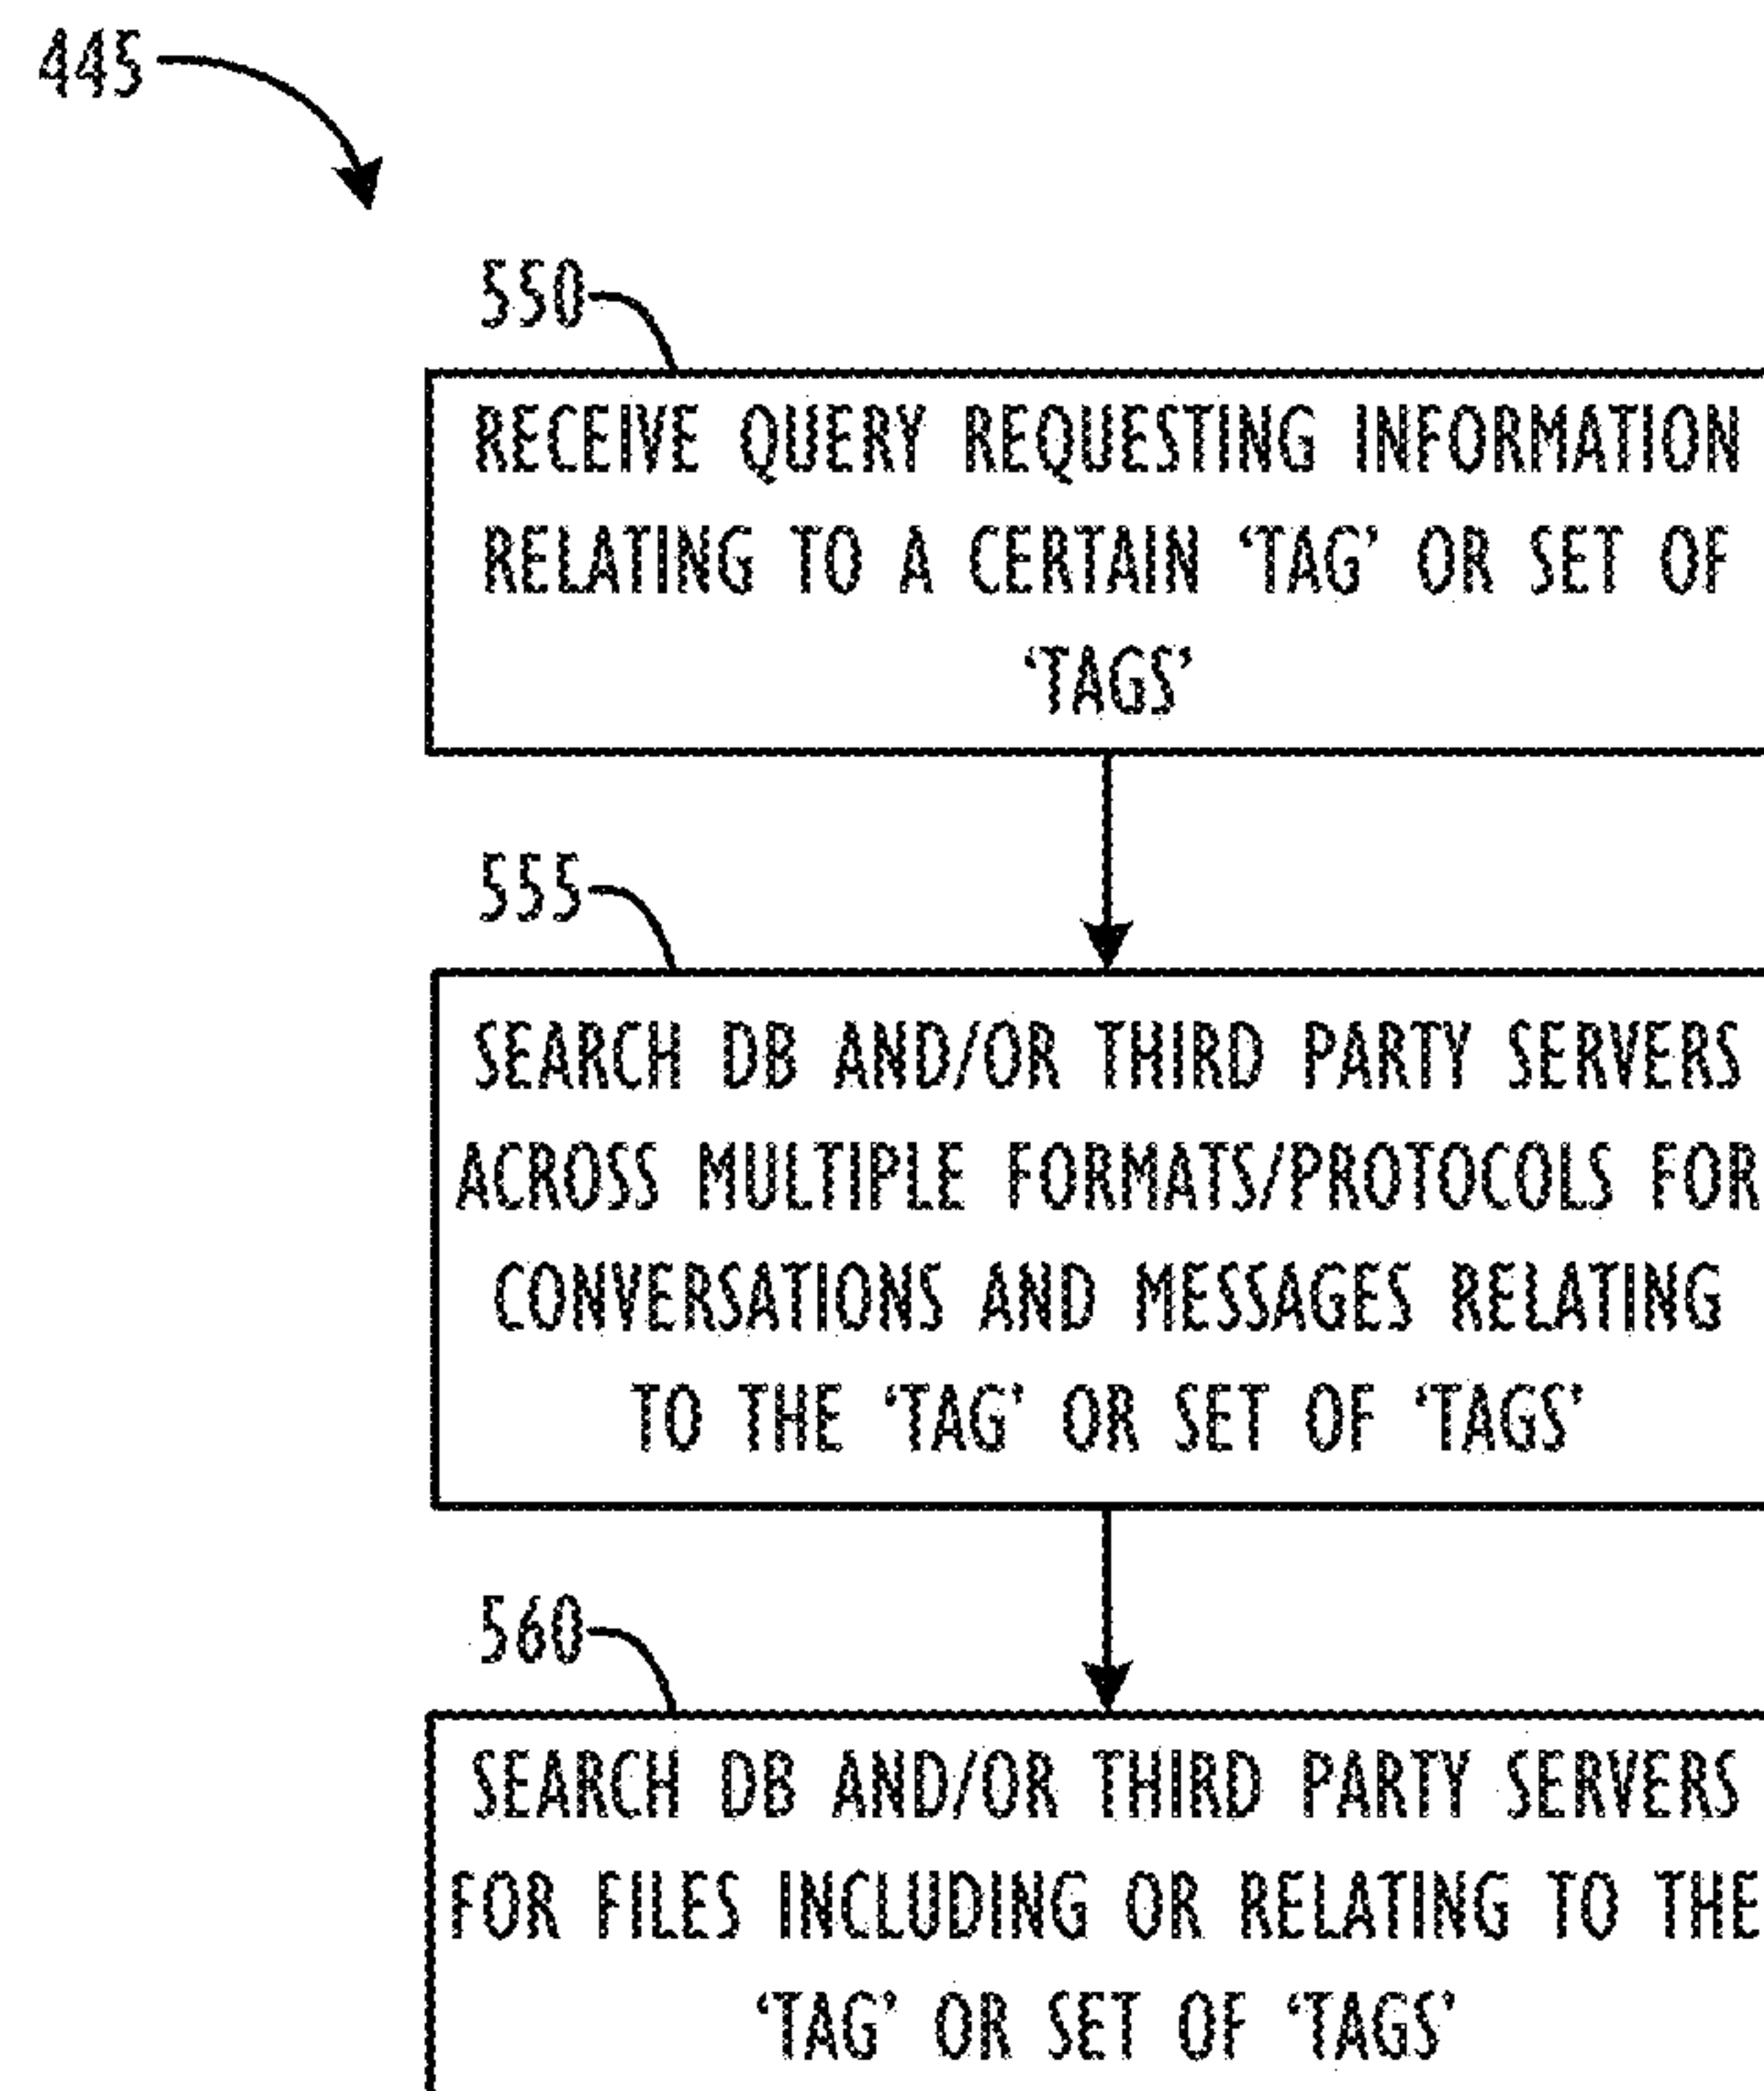 445
550
RECEIVE QUERY REQUESTING INFORMATION
RELATING TO A CERTAIN ‘TAG’ OR SET OF
‘TAGS’
555
SEARCH DB AND/OR THIRD PARTY SERVERS
ACROSS MULTIPLE FORMATS/PROTOCOLS FOR
CONVERSATIONS AND MESSAGES RELATING
TO THE ‘TAG’ OR SET OF ‘TAGS’
560
SEARCH DB AND/OR THIRD PARTY SERVERS
FOR FILES INCLUDING OR RELATING TO THE
‘TAG’ OR SET OF ‘TAGS’